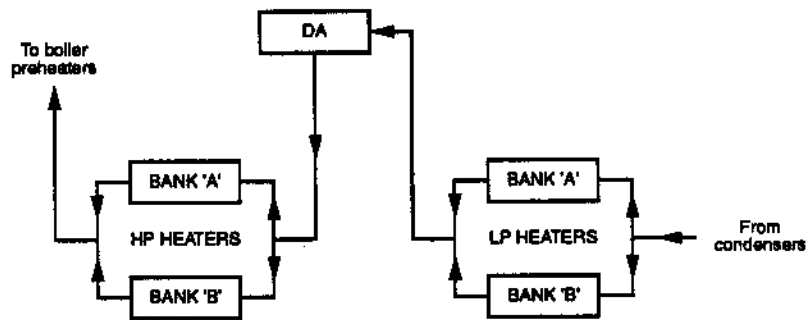 DA
To boiler
preheaters
BANK 'A'
HP HEATERS
BANK 'B'
BANK 'A'
LP HEATERS
BANK 'B'
From
condensers